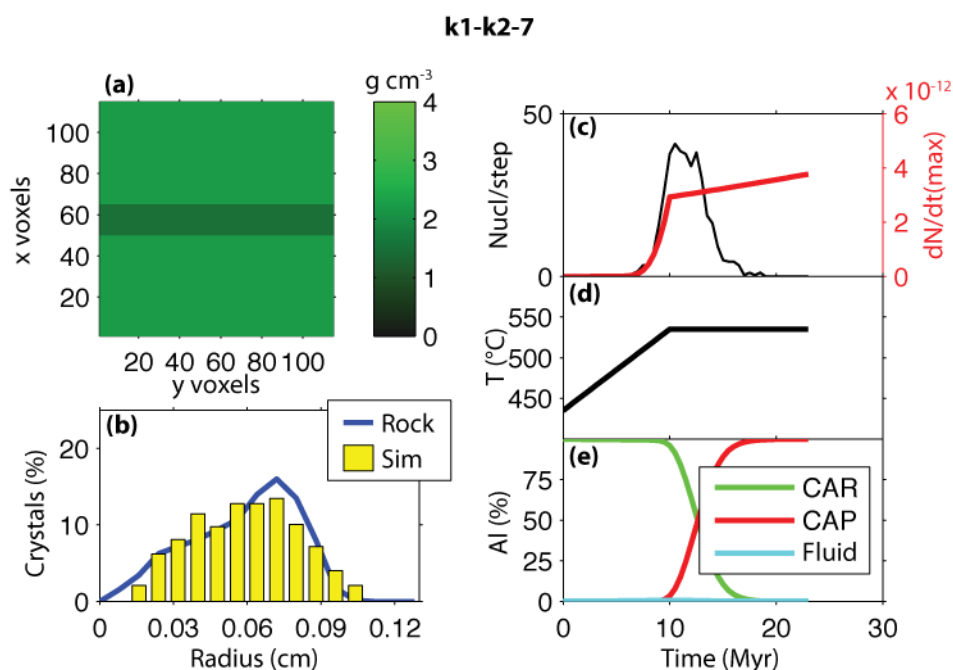 k1-k2-7
(a)
g cm-3
4
3
2
1
0
100
80
60
40
20
x voxels
20 40 60 80 100
y voxels
(b)
Rock
Sim
20
10
0
Crystals (%)
0 0.03 0.06 0.09 0.12
Radius (cm)
x 10-12
(c)
50
0
Nucl/step
6
4
2
0
dN/dt(max)
(d)
550
500
450
T (°C)
(e)
75
50
25
0
Al (%)
CAR
CAP
Fluid
0 10 20 30
Time (Myr)